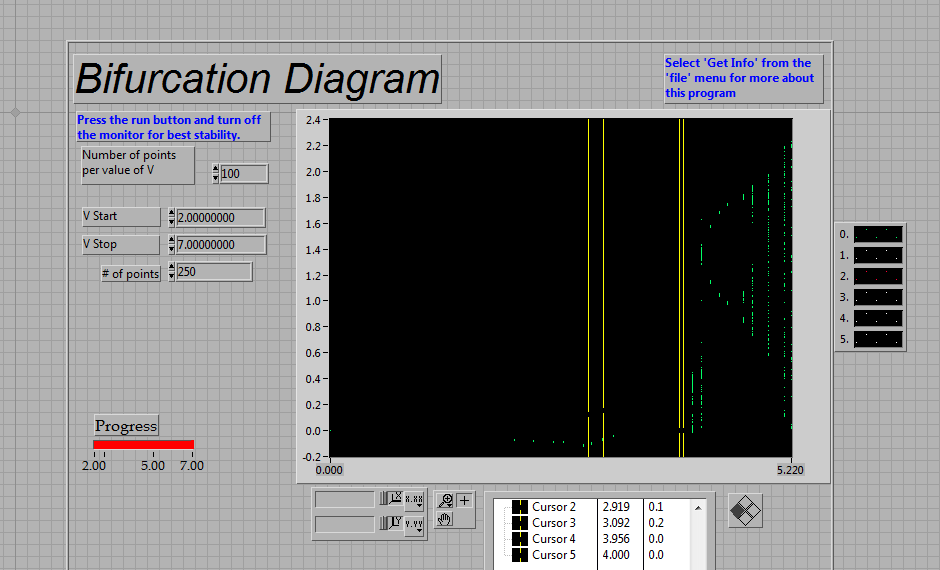 Bifurcation Diagram
Select 'Get Info' from the
'file' menu for more about
this program
Press the run button and turn off
the monitor for best stability.
Number of points
per value of V
100
V Start
2.00000000
V Stop
7.00000000
# of points
250
2.4
2.2
2.0
1.8
1.6
1.4
1.2
1.0
0.8
0.6
0.4
0.2
0.0
-0.2
0.000
5.220
0.
1.
2.
3.
4.
5.
Progress
2.00
5.00
7.00
X.XX
Y.YY
Cursor 2 2.919 0.1
Cursor 3 3.092 0.2
Cursor 4 3.956 0.0
Cursor 5 4.000 0.0